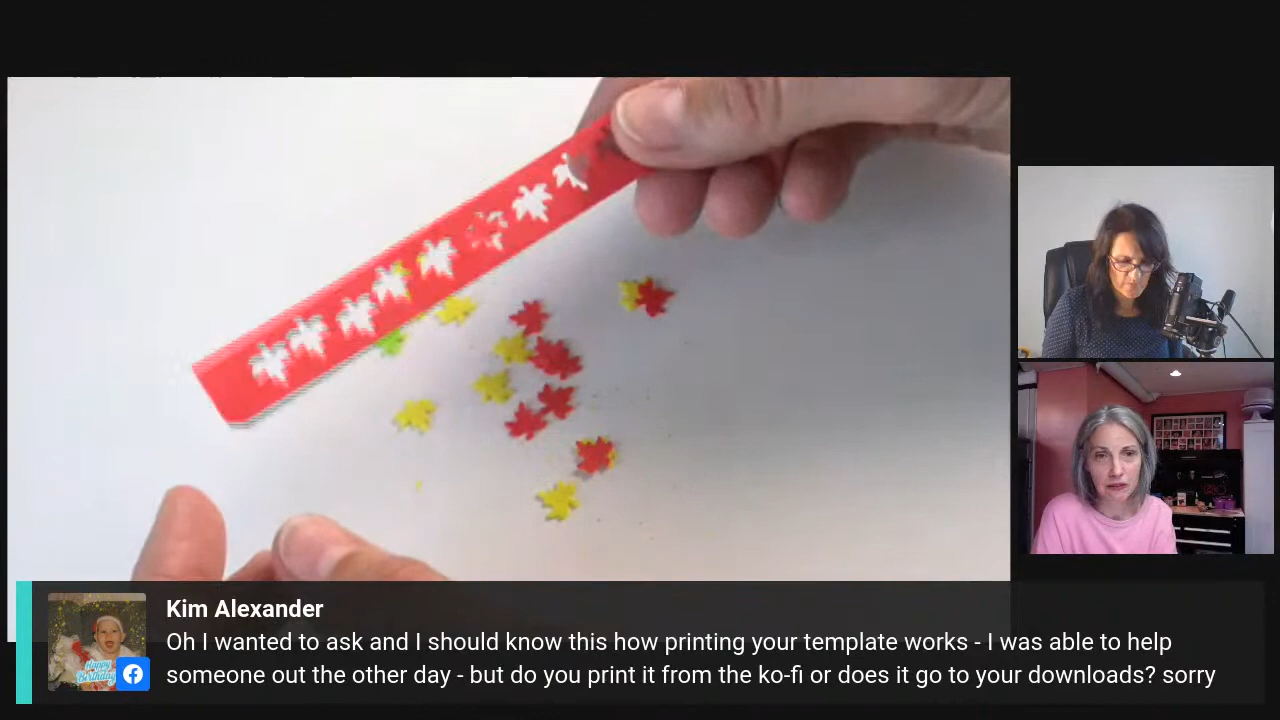 Kim Alexander
Oh I wanted to ask and I should know this how printing your template works - I was able to help
someone out the other day - but do you print it from the ko-fi or does it go to your downloads? sorry
Happy
Birthday